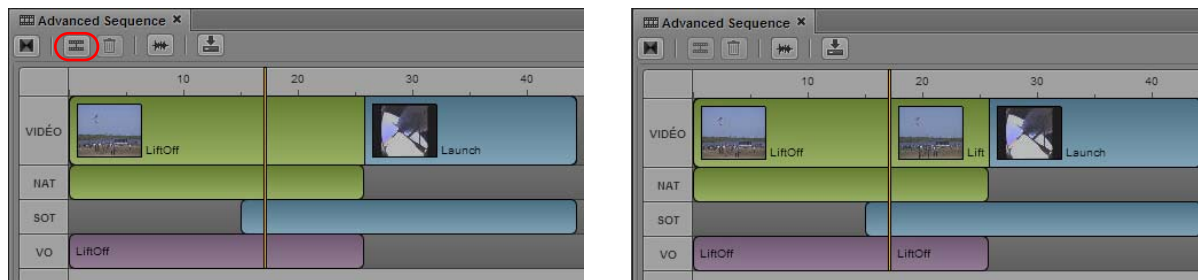 Advanced Sequence ×
10 20 30 40
VIDÉO LiftOff Launch
NAT
SOT
VO LiftOff
Advanced Sequence ×
10 20 30 40
VIDÉO LiftOff Lift Launch
NAT
SOT
VO LiftOff LiftOff